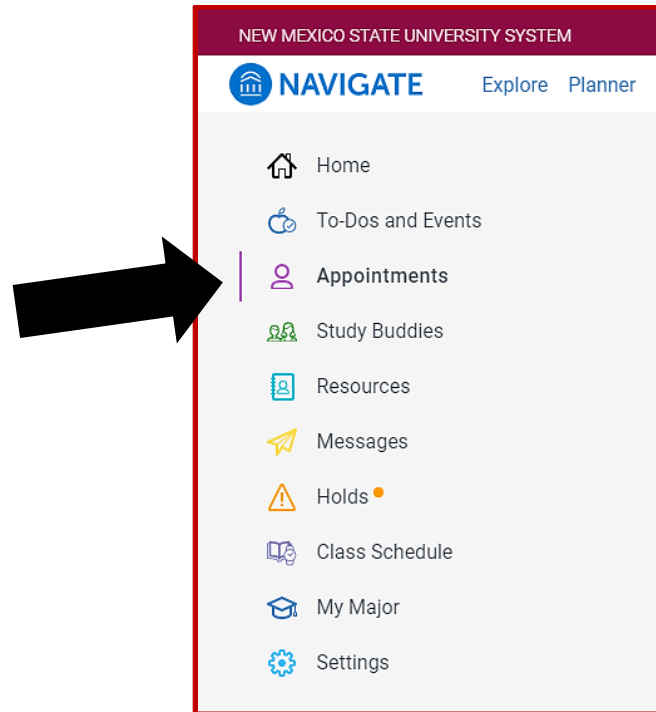 NEW MEXICO STATE UNIVERSITY SYSTEM
NAVIGATE Explore Planner
Home
To-Dos and Events
Appointments
Study Buddies
Resources
Messages
Holds
Class Schedule
My Major
Settings